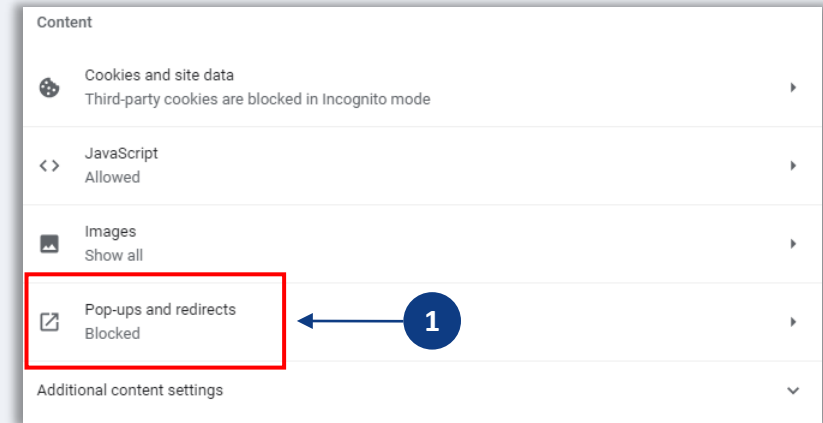 Content
Cookies and site data
Third-party cookies are blocked in Incognito mode
JavaScript
Allowed
Images
Show all
Pop-ups and redirects
Blocked
1
Additional content settings